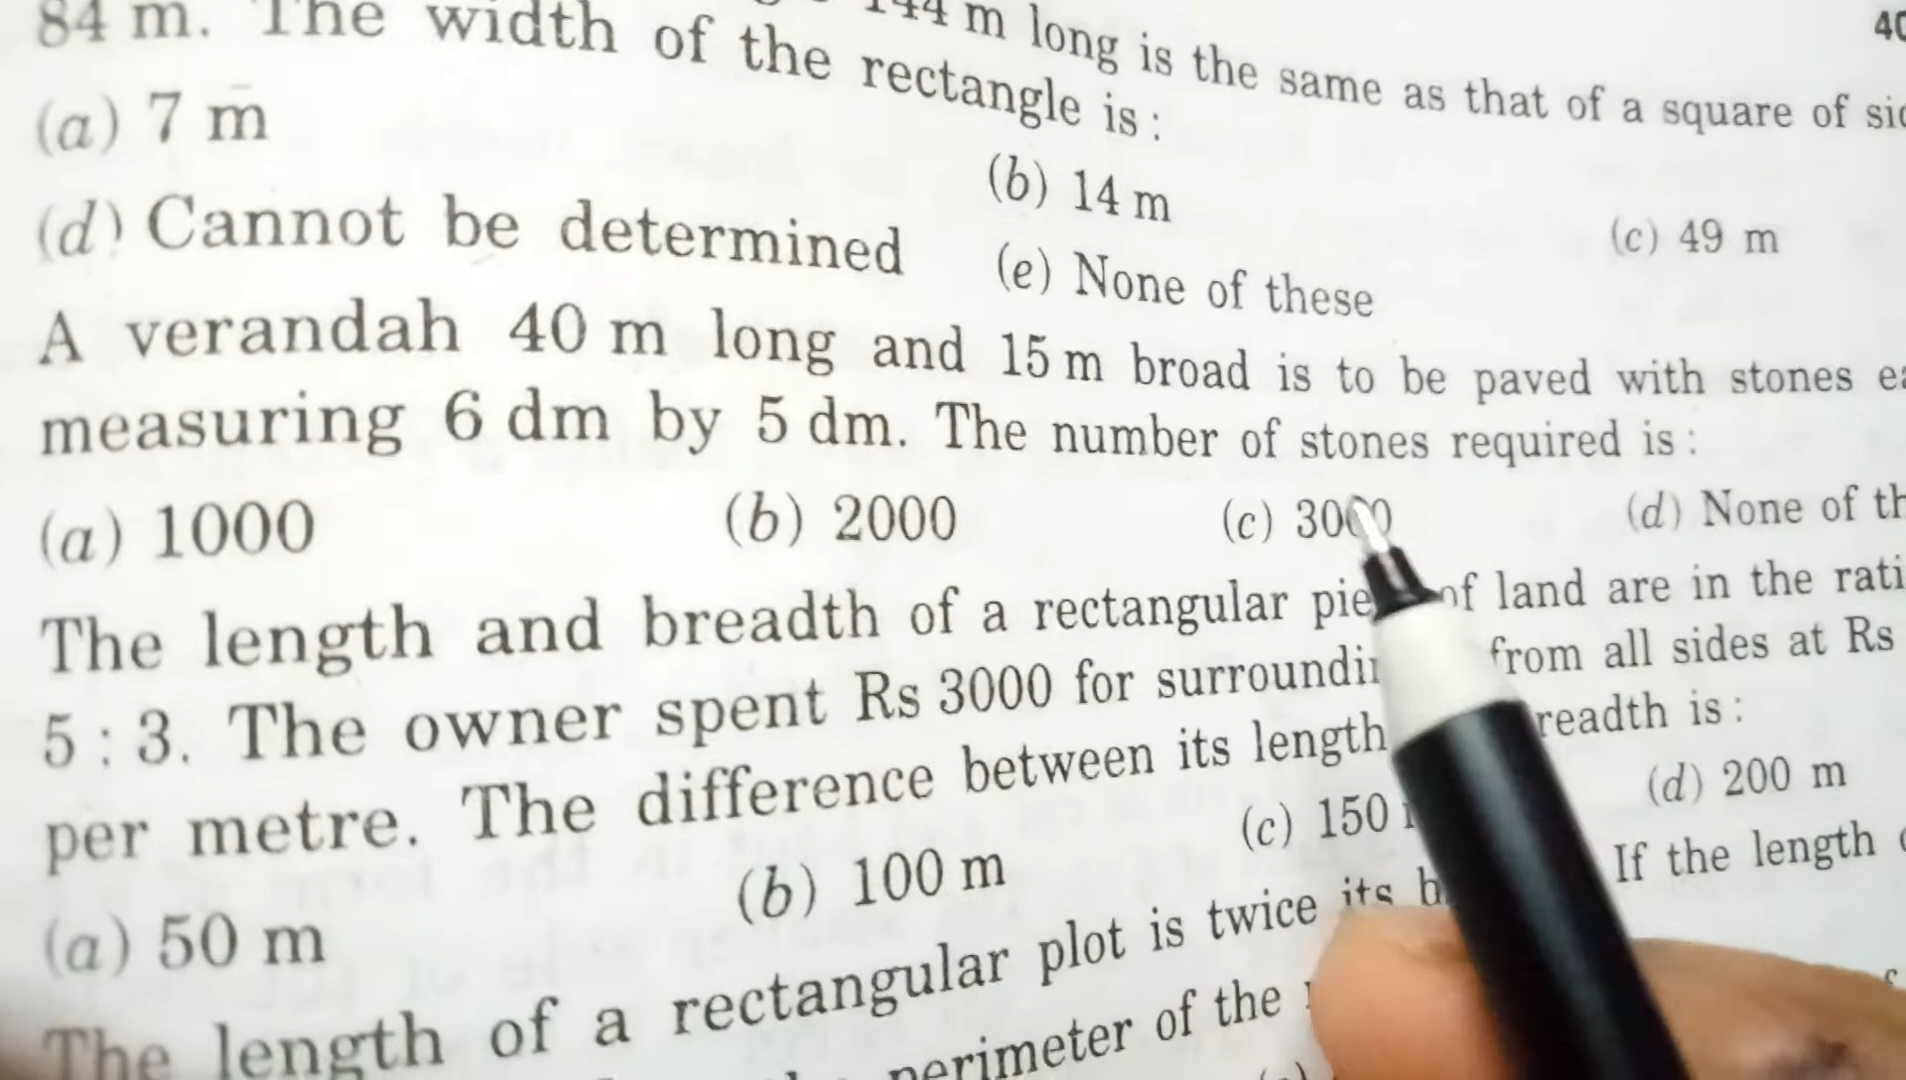 144 m long is the same as that of a square of
84 m. The width of the rectangle is :
(a) 7 m
(b) 14 m
(c) 49 m
(d) Cannot be determined
(e) None of these
A verandah 40 m long and 15 m broad is to be paved with stones
measuring 6 dm by 5 dm. The number of stones required is :
(a) 1000
(b) 2000
(c) 3000
(d) None of
The length and breadth of a rectangular of land are in the
5 : 3. The owner spent Rs 3000 for from all sides at Rs
per metre. The difference between its length is :
(a) 50 m
(b) 100 m
(c) 150
(d) 200 m
The length of a rectangular plot is twice its If the length
perimeter of the